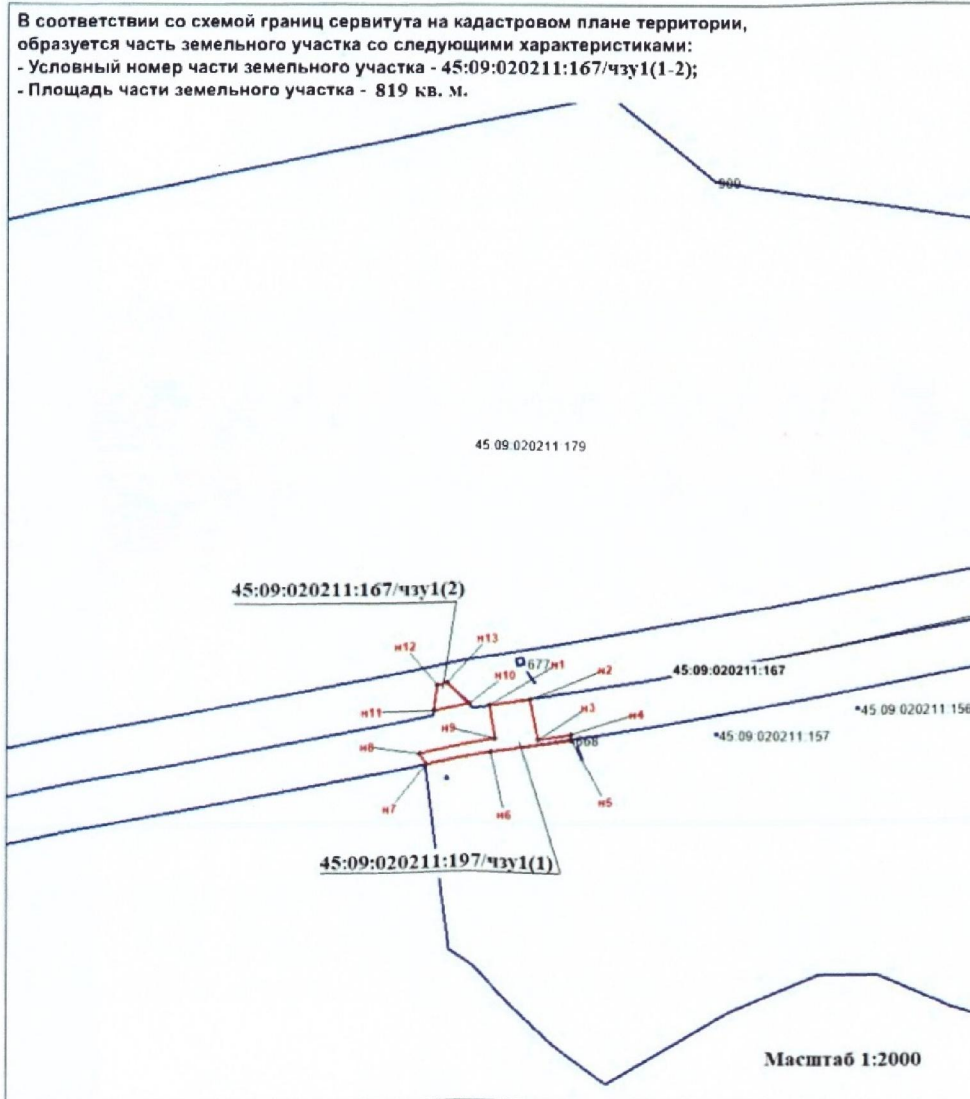 В соответствии со схемой границ сервитута на кадастровом плане территории,
образуется часть земельного участка со следующими характеристиками:
- Условный номер части земельного участка - 45:09:020211:167/чзу1(1-2);
- Площадь части земельного участка - 819 кв. м.
900
45 09 020211 179
45:09:020211:167/чзу1(2)
н12
н13
н10
677
н1
н2
45:09:020211:167
н11
н9
н3
н4
45 09 020211 156
45 09 020211:157
668
н8
н7
н6
н5
45:09:020211:197/чзу1(1)
Масштаб 1:2000